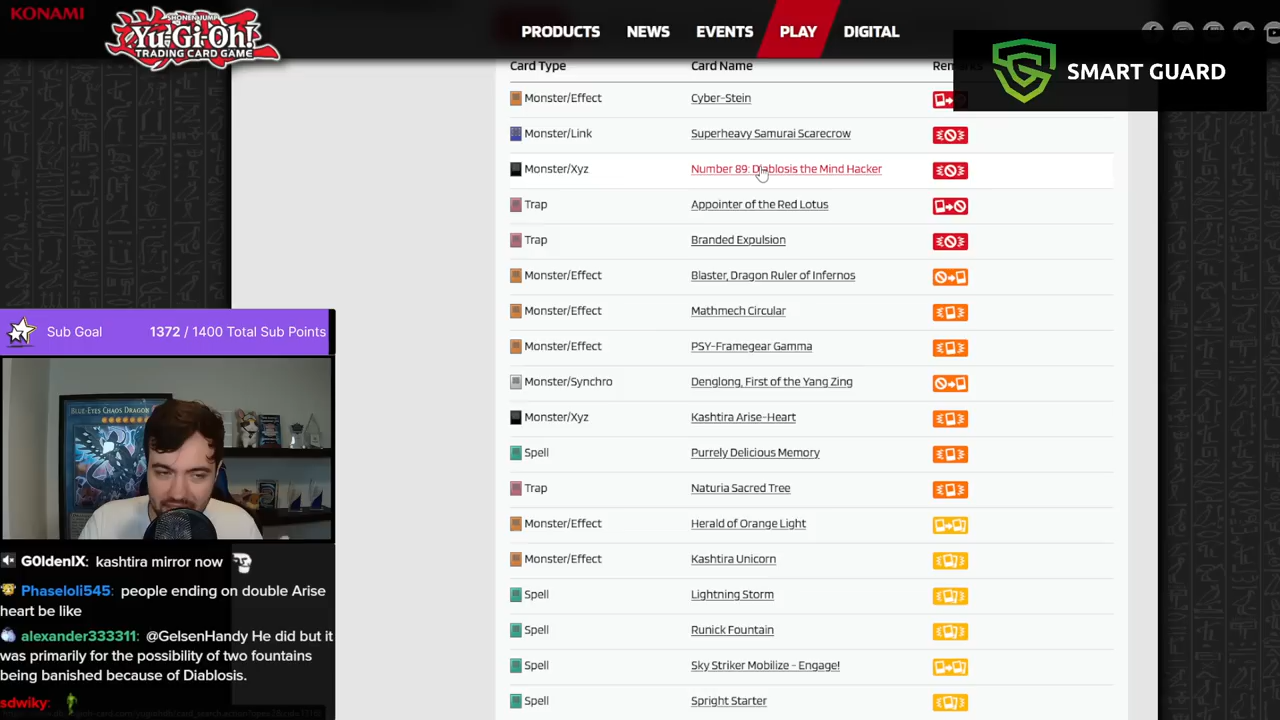 KONAMI
SHONEN JUMP
Yu-Gi-Oh!
TRADING CARD GAME
PRODUCTS NEWS EVENTS PLAY DIGITAL
SMART GUARD
Card Type Card Name
Monster/Effect Cyber-Stein
Monster/Link Superheavy Samurai Scarecrow
Monster/Xyz Number 89: Diablosis the Mind Hacker
Trap Appointer of the Red Lotus
Trap Branded Expulsion
Monster/Effect Blaster, Dragon Ruler of Infernos
Monster/Effect Mathmech Circular
Monster/Effect PSY-Framegear Gamma
Monster/Synchro Denglong, First of the Yang Zing
Monster/Xyz Kashtira Arise-Heart
Spell Purrely Delicious Memory
Trap Naturia Sacred Tree
Monster/Effect Herald of Orange Light
Monster/Effect Kashtira Unicorn
Spell Lightning Storm
Spell Runick Fountain
Spell Sky Striker Mobilize - Engage!
Spell Spright Starter
Sub Goal 1372 / 1400 Total Sub Points
BLUE-EYES CHAOS DRAGON
G0ldenIX: kashtira mirror now
Phaseloli545: people ending on double Arise
heart be like
alexander333311: @GelsenHandy He did but it
was primarily for the possibility of two fountains
being banished because of Diablosis.
sdwiky: